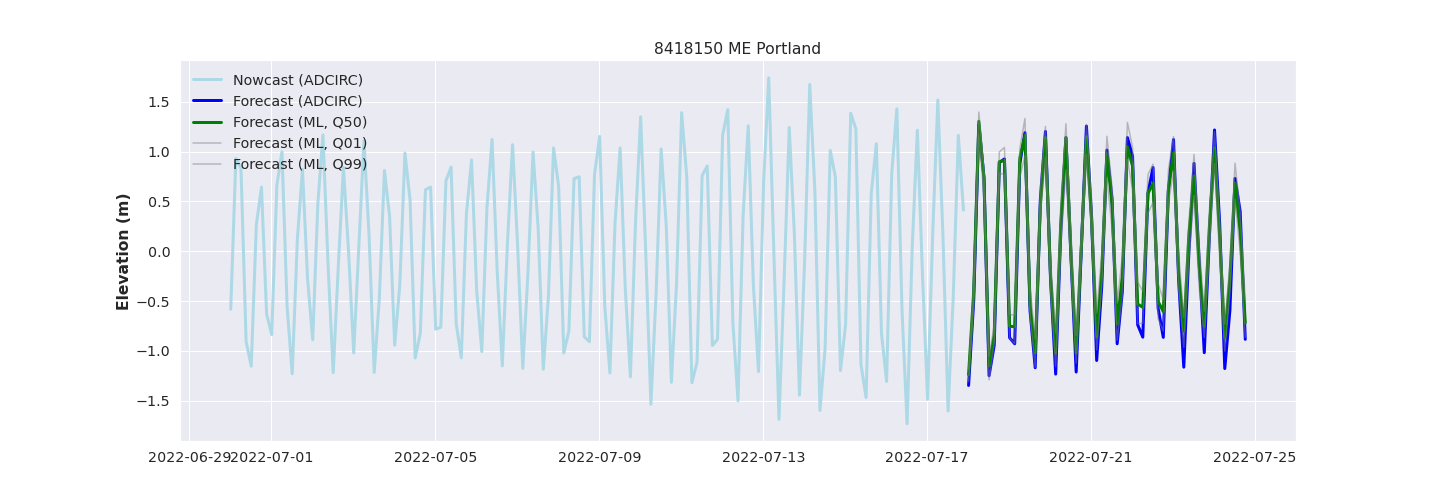 8418150 ME Portland
Nowcast (ADCIRC)
Forecast (ADCIRC)
Forecast (ML, Q50)
Forecast (ML, Q01)
Forecast (ML, Q99)
Elevation (m)
1.5
1.0
0.5
0.0
−0.5
−1.0
−1.5
2022-06-29 2022-07-01 2022-07-05 2022-07-09 2022-07-13 2022-07-17 2022-07-21 2022-07-25